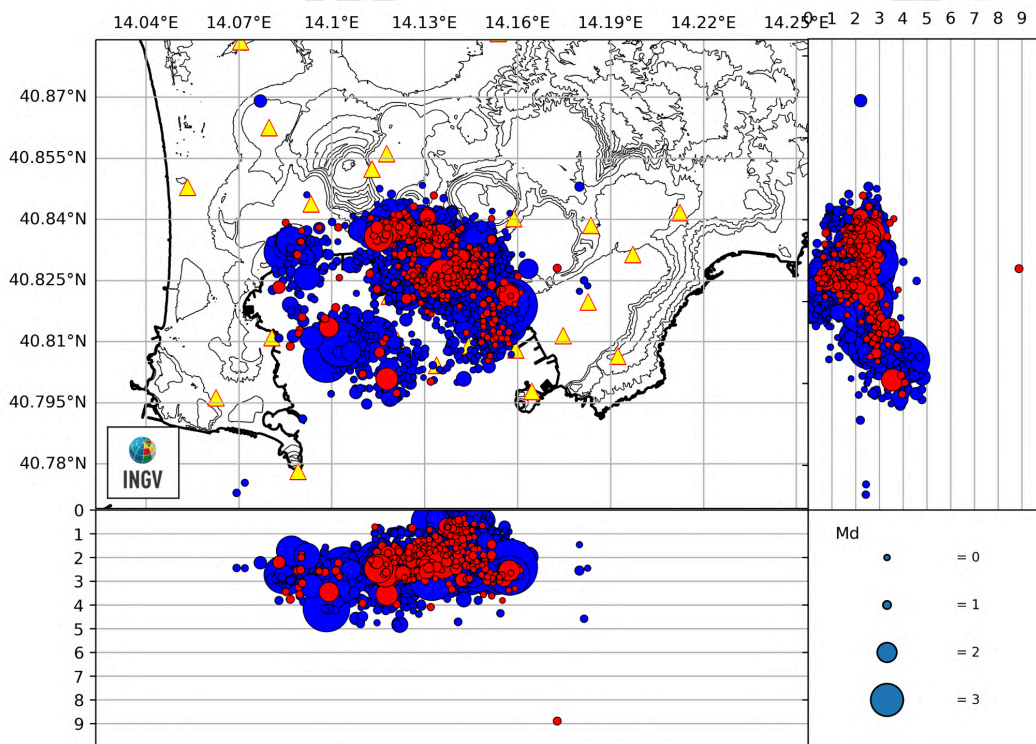 14.04°E 14.07°E 14.1°E 14.13°E 14.16°E 14.19°E 14.22°E 14.25°E
0 1 2 3 4 5 6 7 8 9
40.87°N
40.855°N
40.84°N
40.825°N
40.81°N
40.795°N
40.78°N
INGV
0
1
2
3
4
5
6
7
8
9
Md
= 0
= 1
= 2
= 3